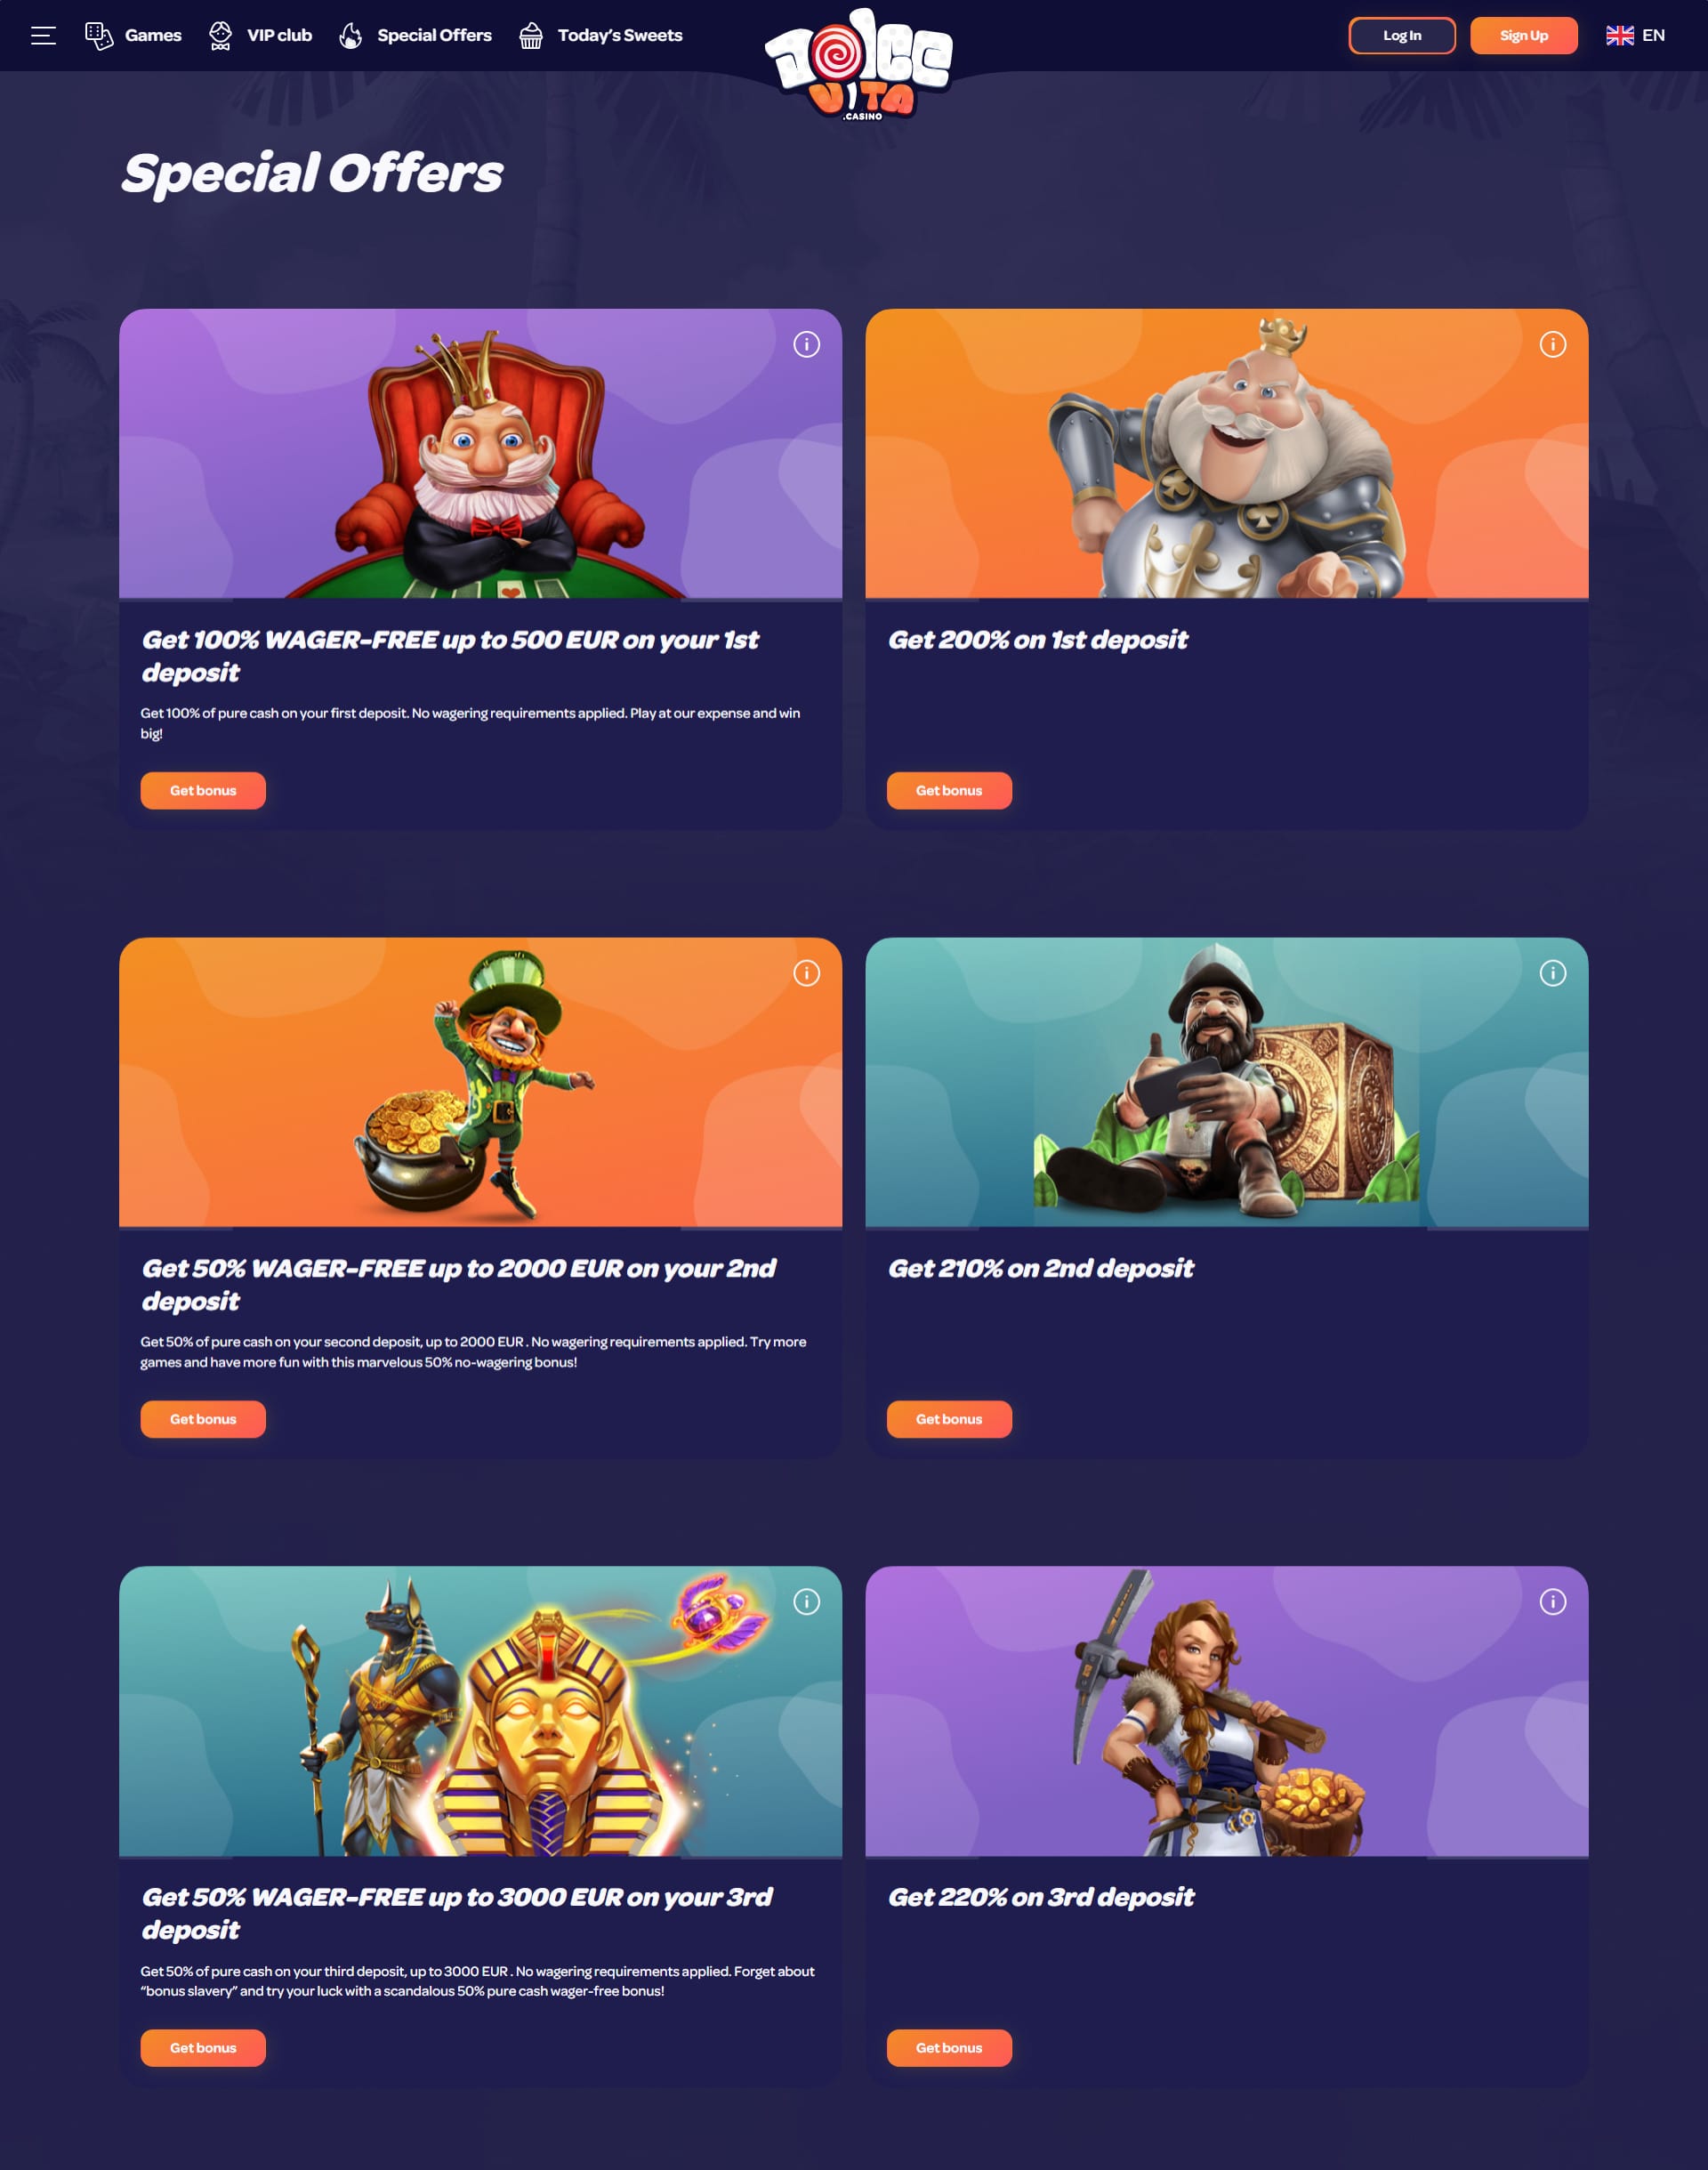 Games
VIP club
Special Offers
Today's Sweets
DOLCE
VITA
.CASINO
Log In
Sign Up
EN
Special Offers
Get 100% WAGER-FREE up to 500 EUR on your 1st
deposit
Get 100% of pure cash on your first deposit. No wagering requirements applied. Play at our expense and win
big!
Get bonus
Get 200% on 1st deposit
Get bonus
Get 50% WAGER-FREE up to 2000 EUR on your 2nd
deposit
Get 50% of pure cash on your second deposit, up to 2000 EUR . No wagering requirements applied. Try more
games and have more fun with this marvelous 50% no-wagering bonus!
Get bonus
Get 210% on 2nd deposit
Get bonus
Get 50% WAGER-FREE up to 3000 EUR on your 3rd
deposit
Get 50% of pure cash on your third deposit, up to 3000 EUR . No wagering requirements applied. Forget about
“bonus slavery” and try your luck with a scandalous 50% pure cash wager-free bonus!
Get bonus
Get 220% on 3rd deposit
Get bonus